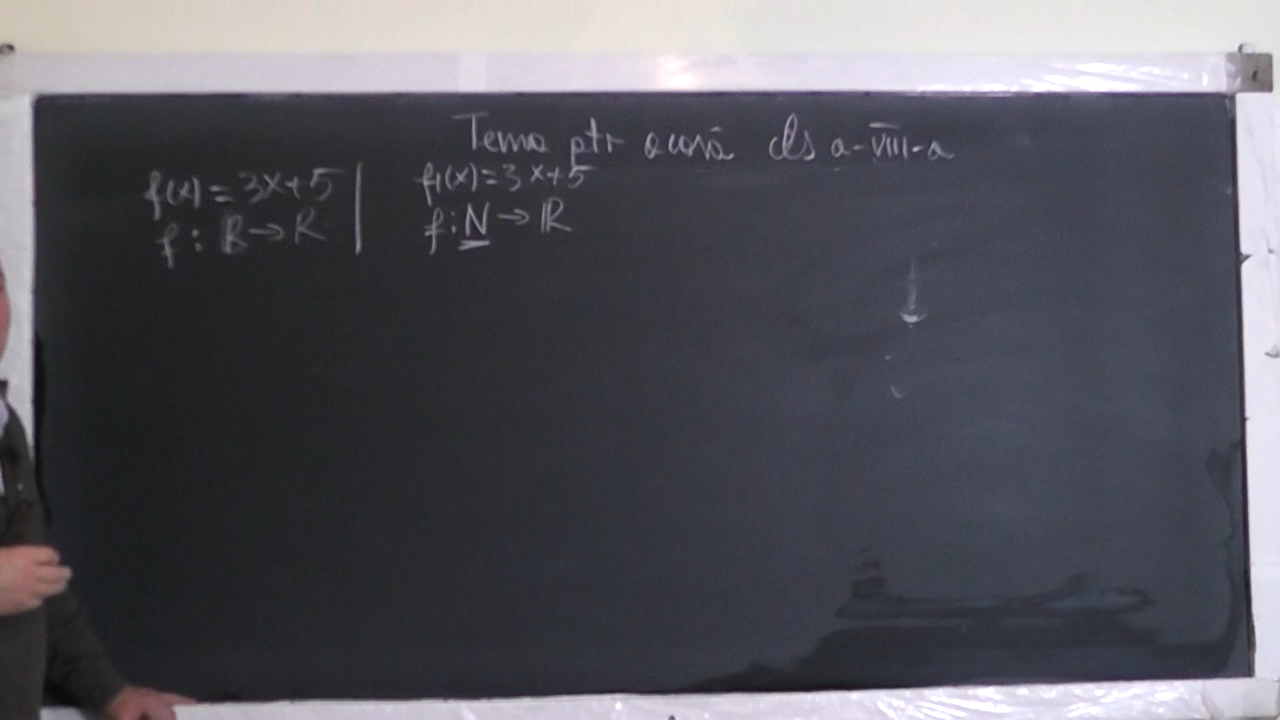 Tema ptr acasă cls a-VIII-a
f(x) = 3x+5
f : R → R
f₁(x) = 3x+5
f : N → R